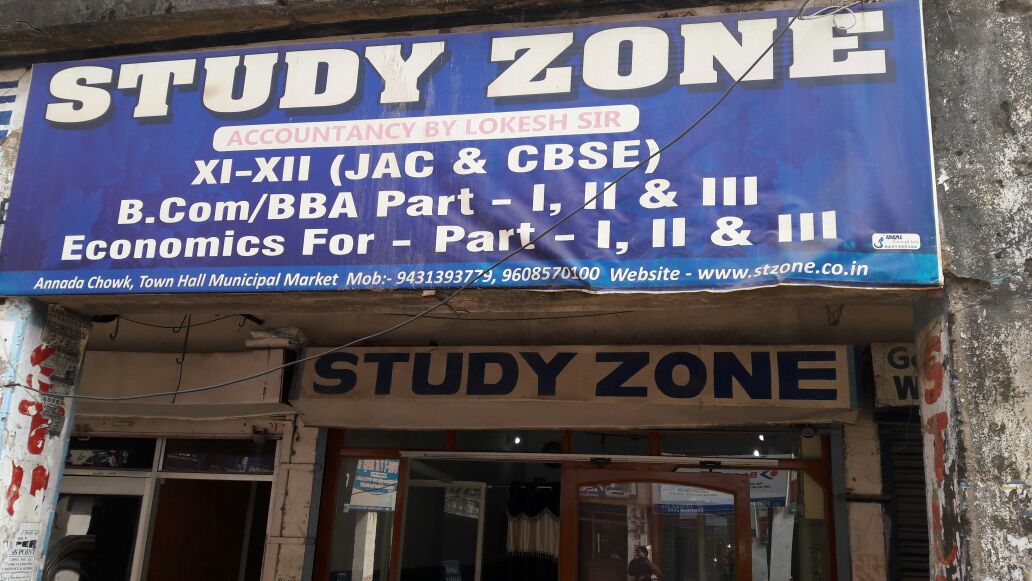 STUDY ZONE
ACCOUNTANCY BY LOKESH SIR
XI-XII (JAC & CBSE)
B.Com/BBA Part - I, II & III
Economics For - Part - I, II & III
IDEAL
Annada Chowk, Town Hall Municipal Market Mob:- 9431393779, 9608570100 Website - www.stzone.co.in
STUDY ZONE